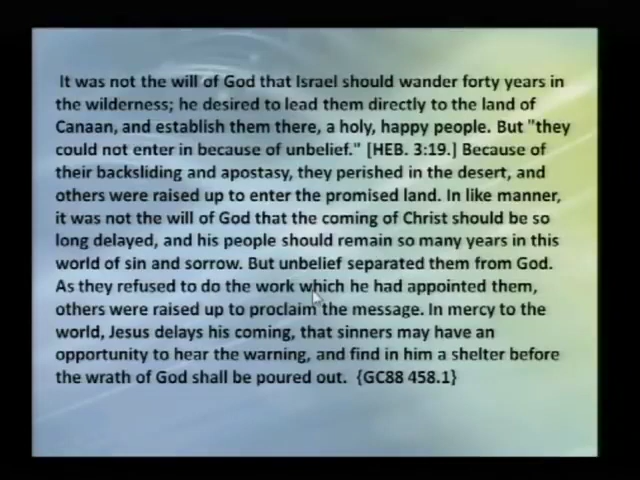 It was not the will of God that Israel should wander forty years in
the wilderness; he desired to lead them directly to the land of
Canaan, and establish them there, a holy, happy people. But "they
could not enter in because of unbelief." [HEB. 3:19.] Because of
their backsliding and apostasy, they perished in the desert, and
others were raised up to enter the promised land. In like manner,
it was not the will of God that the coming of Christ should be so
long delayed, and his people should remain so many years in this
world of sin and sorrow. But unbelief separated them from God.
As they refused to do the work which he had appointed them,
others were raised up to proclaim the message. In mercy to the
world, Jesus delays his coming, that sinners may have an
opportunity to hear the warning, and find in him a shelter before
the wrath of God shall be poured out. {GC88 458.1}